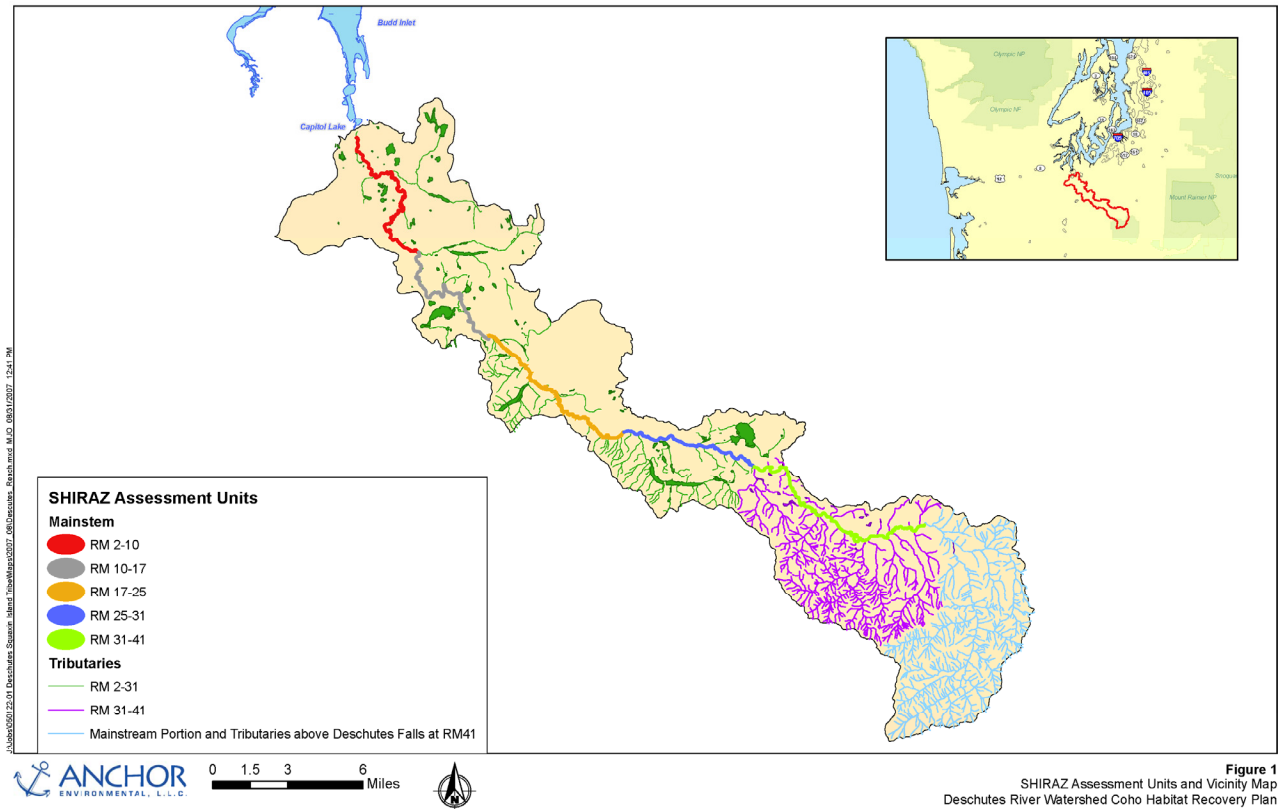 Budd Inlet
Capitol Lake
Olympic NP
Olympic NF
Mount Rainier NP
SHIRAZ Assessment Units
Mainstem
RM 2-10
RM 10-17
RM 17-25
RM 25-31
RM 31-41
Tributaries
RM 2-31
RM 31-41
Mainstream Portion and Tributaries above Deschutes Falls at RM41
ANCHOR
ENVIRONMENTAL, L.L.C.
0 1.5 3 6
Miles
N
Figure 1
SHIRAZ Assessment Units and Vicinity Map
Deschutes River Watershed Coho Habitat Recovery Plan